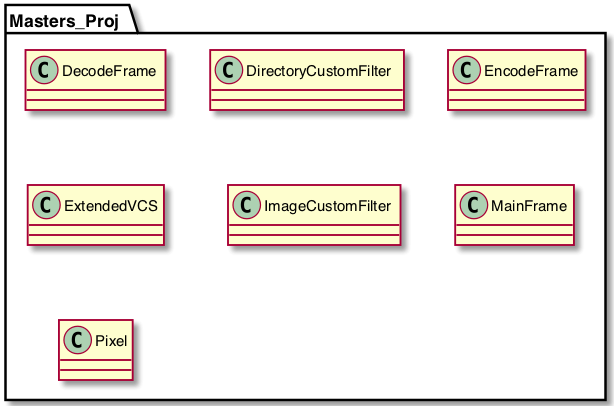 Masters_Proj
C DecodeFrame
C DirectoryCustomFilter
C EncodeFrame
C ExtendedVCS
C ImageCustomFilter
C MainFrame
C Pixel